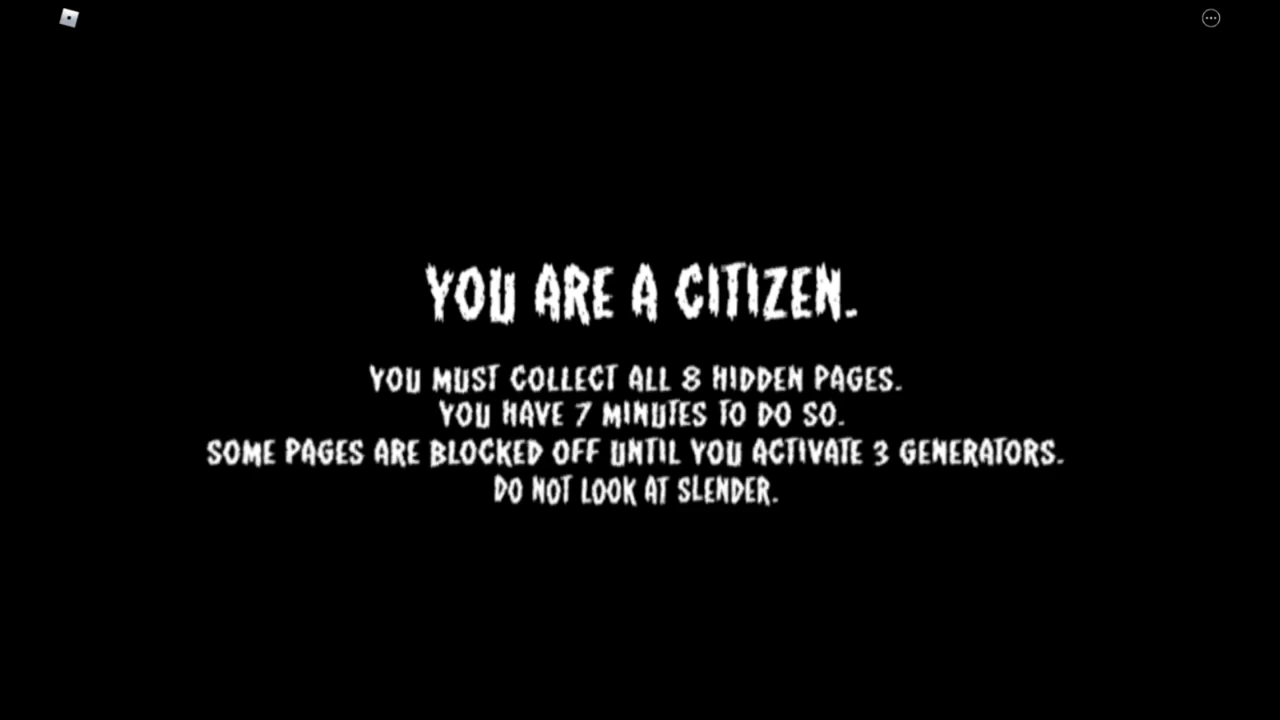 YOU ARE A CITIZEN.
YOU MUST COLLECT ALL 8 HIDDEN PAGES.
YOU HAVE 7 MINUTES TO DO SO.
SOME PAGES ARE BLOCKED OFF UNTIL YOU ACTIVATE 3 GENERATORS.
DO NOT LOOK AT SLENDER.